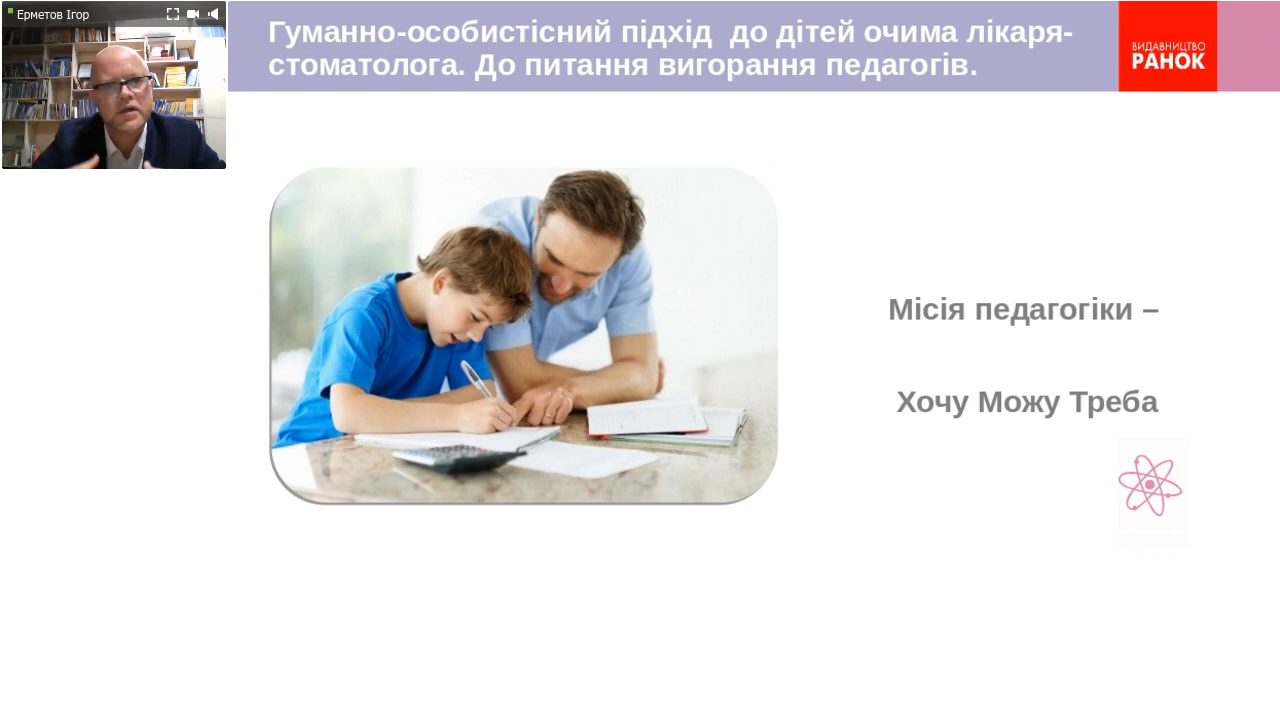 Ерметов Ігор
Гуманно-особистісний підхід  до дітей очима лікаря-
стоматолога. До питання вигорання педагогів.
ВИДАВНИЦТВО
РАНОК
Місія педагогіки –
Хочу Можу Треба